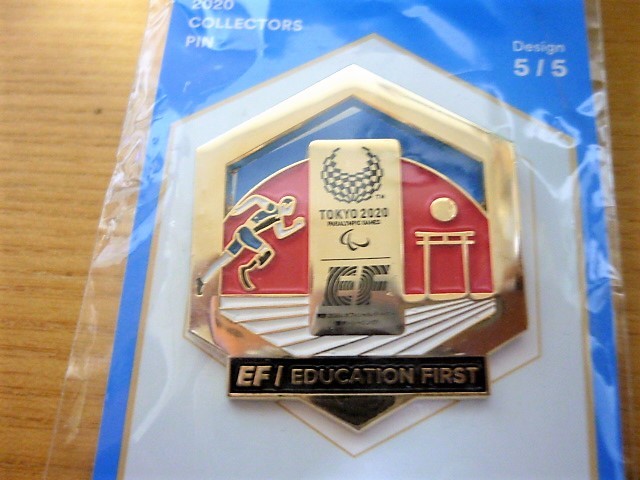 2020
COLLECTORS
PIN
Design
5 / 5
TOKYO 2020
PARALYMPIC GAMES
EF
EF | EDUCATION FIRST